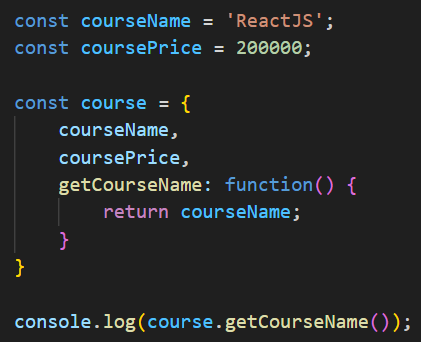 const courseName = 'ReactJS';
const coursePrice = 200000;

const course = {
    courseName,
    coursePrice,
    getCourseName: function() {
        return courseName;
    }
}

console.log(course.getCourseName());